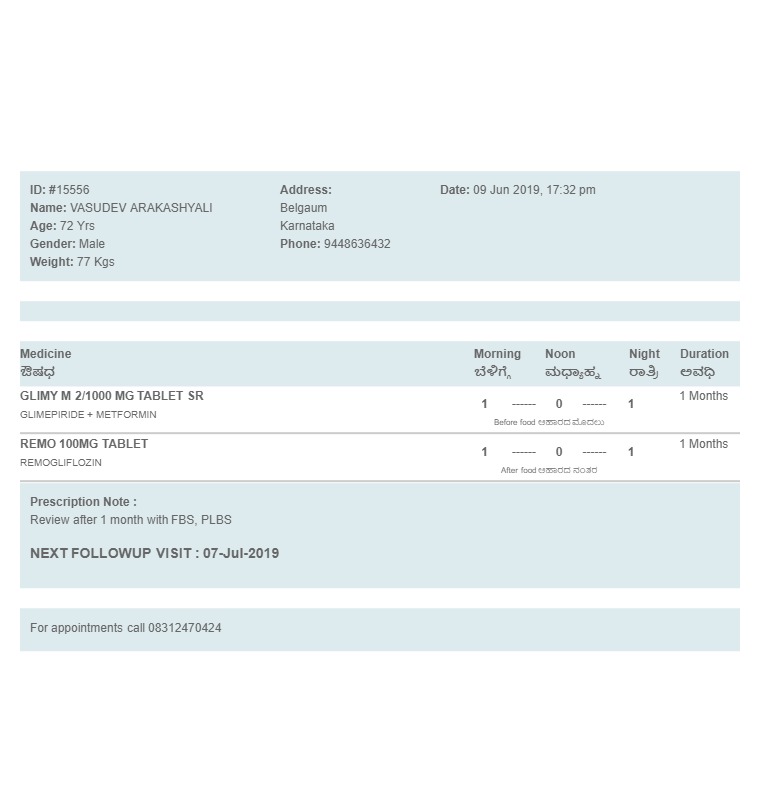 ID: #15556
Name: VASUDEV ARAKASHYALI
Age: 72 Yrs
Gender: Male
Weight: 77 Kgs
Address:
Belgaum
Karnataka
Phone: 9448636432
Date: 09 Jun 2019, 17:32 pm
Medicine Morning Noon Night Duration
ಔಷಧ ಬೆಳಿಗ್ಗೆ ಮಧ್ಯಾಹ್ನ ರಾತ್ರಿ ಅವಧಿ
GLIMY M 2/1000 MG TABLET SR 1 ------ 0 ------ 1 1 Months
GLIMEPIRIDE + METFORMIN
Before food ಆಹಾರದ ಮೊದಲು
REMO 100MG TABLET 1 ------ 0 ------ 1 1 Months
REMOGLIFLOZIN
After food ಆಹಾರದ ನಂತರ
Prescription Note :
Review after 1 month with FBS, PLBS
NEXT FOLLOWUP VISIT : 07-Jul-2019
For appointments call 08312470424